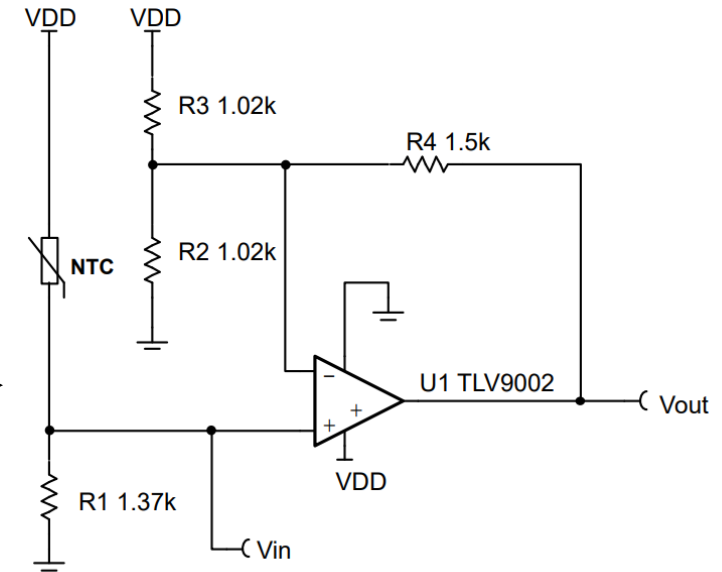 VDD
VDD
R3 1.02k
R4 1.5k
R2 1.02k
NTC
−
U1 TLV9002
+
+
Vout
VDD
R1 1.37k
Vin